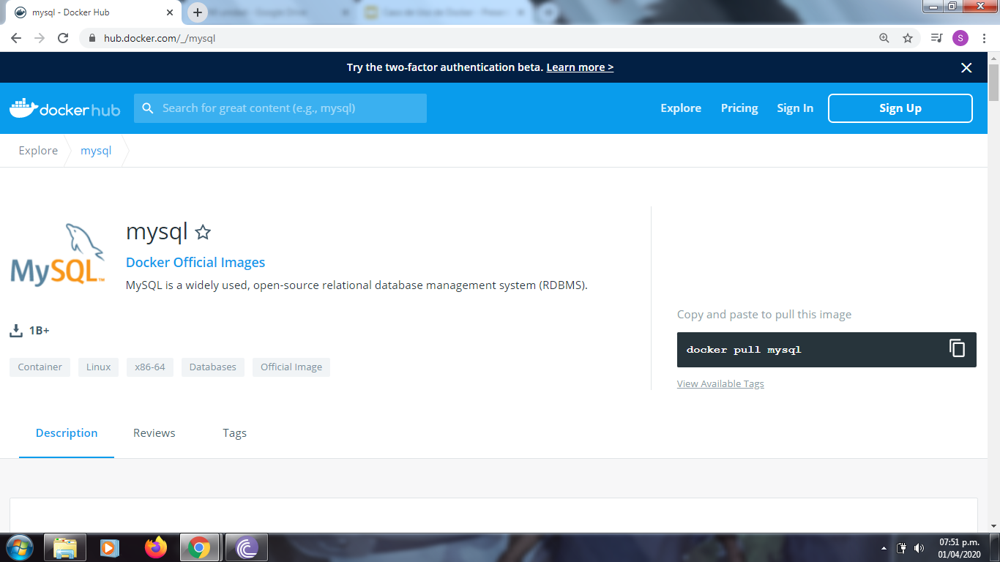 mysql - Docker Hub
hub.docker.com/_/mysql
S
Try the two-factor authentication beta. Learn more >
docker hub
Search for great content (e.g., mysql)
Explore
Pricing
Sign In
Sign Up
Explore
mysql
MySQL™
mysql
Docker Official Images
MySQL is a widely used, open-source relational database management system (RDBMS).
1B+
Container
Linux
x86-64
Databases
Official Image
Copy and paste to pull this image
docker pull mysql
View Available Tags
Description
Reviews
Tags
07:51 p.m.
01/04/2020